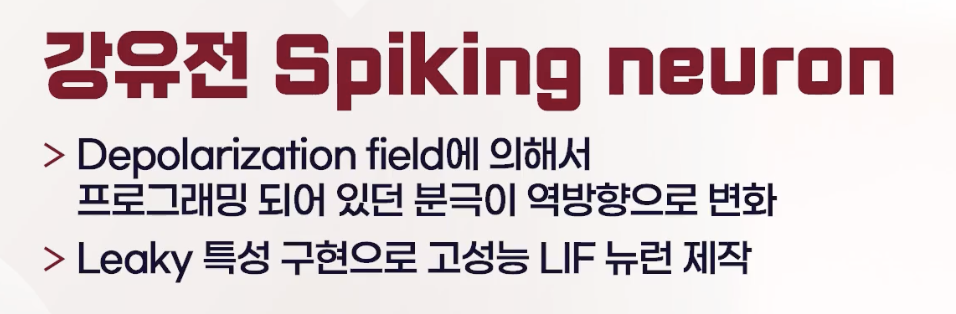 강유전 Spiking neuron
> Depolarization field에 의해서
프로그래밍 되어 있던 분극이 역방향으로 변화
> Leaky 특성 구현으로 고성능 LIF 뉴런 제작